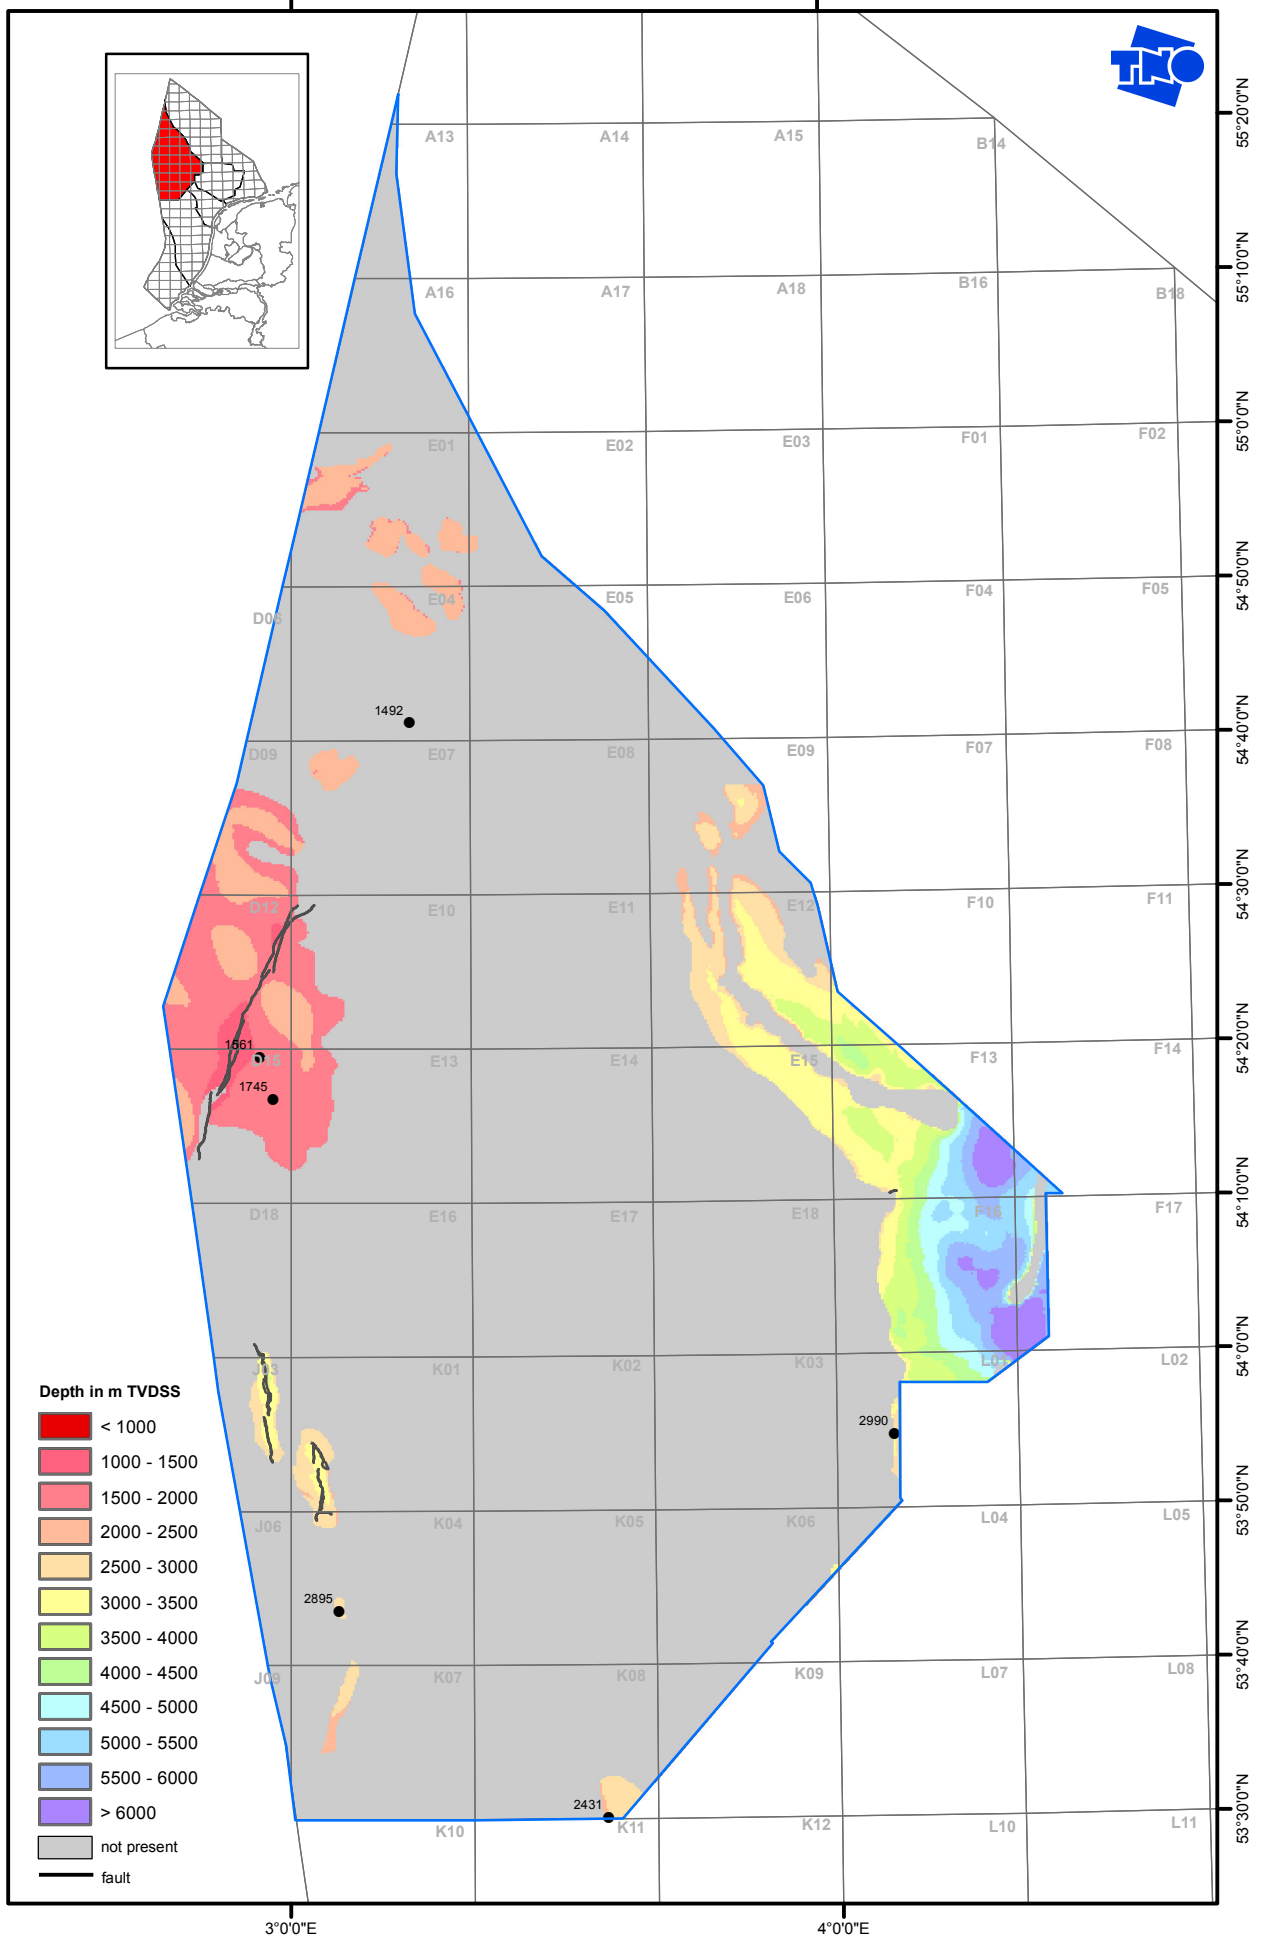 TNO
A13
A14
A15
B14
A16
A17
A18
B16
B18
E01
E02
E03
F01
F02
D06
E04
E05
E06
F04
F05
1492
D09
E07
E08
E09
F07
F08
D12
E10
E11
E12
F10
F11
1561
D15
E13
E14
E15
F13
F14
1745
D18
E16
E17
E18
F16
F17
J03
K01
K02
K03
L01
L02
2990
J06
K04
K05
K06
L04
L05
2895
J09
K07
K08
K09
L07
L08
2431
K10
K11
K12
L10
L11
Depth in m TVDSS
< 1000
1000 - 1500
1500 - 2000
2000 - 2500
2500 - 3000
3000 - 3500
3500 - 4000
4000 - 4500
4500 - 5000
5000 - 5500
5500 - 6000
> 6000
not present
fault
55°20'0"N
55°10'0"N
55°0'0"N
54°50'0"N
54°40'0"N
54°30'0"N
54°20'0"N
54°10'0"N
54°0'0"N
53°50'0"N
53°40'0"N
53°30'0"N
3°0'0"E
4°0'0"E